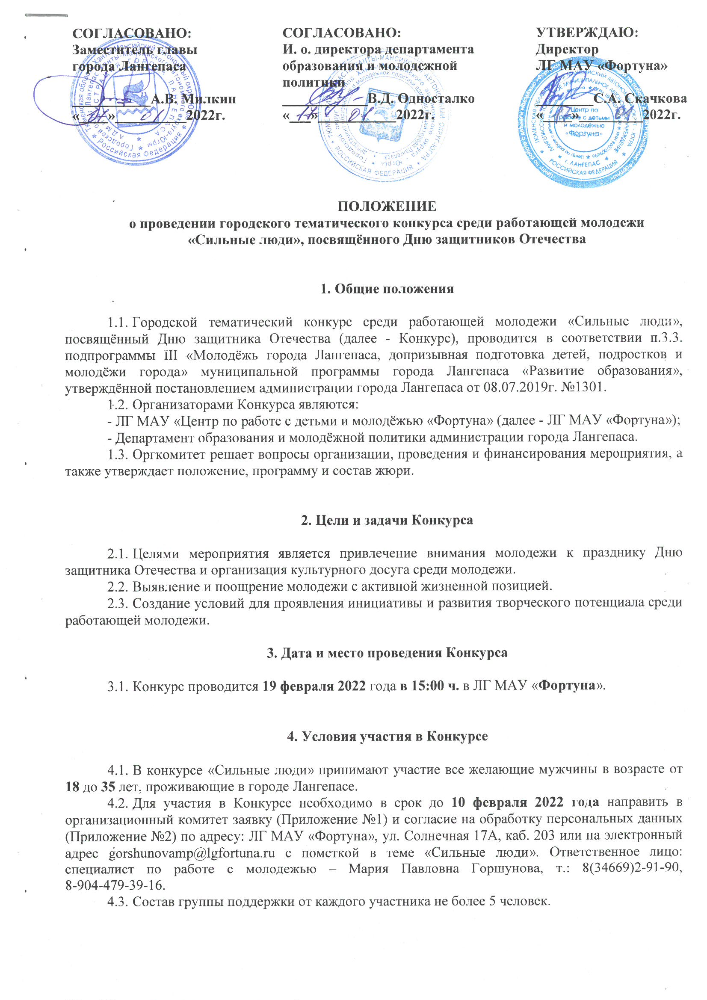 СОГЛАСОВАНО:
Заместитель главы
города Лангепаса
А.В. Милкин
«17» 01 2022г.
СОГЛАСОВАНО:
И. о. директора департамента
образования и молодежной
политики
В.Д. Односталко
«17» 01 2022г.
УТВЕРЖДАЮ:
Директор
ЛГ МАУ «Фортуна»
С.А. Скачкова
«17» 01 2022г.
Центр по
работе с детьми
и молодёжью
«Фортуна»
г. ЛАНГЕПАС
РОССИЙСКАЯ ФЕДЕРАЦИЯ
ПОЛОЖЕНИЕ
о проведении городского тематического конкурса среди работающей молодежи
«Сильные люди», посвящённого Дню защитников Отечества
1. Общие положения
1.1. Городской тематический конкурс среди работающей молодежи «Сильные люди»,
посвящённый Дню защитника Отечества (далее - Конкурс), проводится в соответствии п.3.3.
подпрограммы III «Молодёжь города Лангепаса, допризывная подготовка детей, подростков и
молодёжи города» муниципальной программы города Лангепаса «Развитие образования»,
утверждённой постановлением администрации города Лангепаса от 08.07.2019г. №1301.
1.2. Организаторами Конкурса являются:
- ЛГ МАУ «Центр по работе с детьми и молодёжью «Фортуна» (далее - ЛГ МАУ «Фортуна»);
- Департамент образования и молодёжной политики администрации города Лангепаса.
1.3. Оргкомитет решает вопросы организации, проведения и финансирования мероприятия, а
также утверждает положение, программу и состав жюри.
2. Цели и задачи Конкурса
2.1. Целями мероприятия является привлечение внимания молодежи к празднику Дню
защитника Отечества и организация культурного досуга среди молодежи.
2.2. Выявление и поощрение молодежи с активной жизненной позицией.
2.3. Создание условий для проявления инициативы и развития творческого потенциала среди
работающей молодежи.
3. Дата и место проведения Конкурса
3.1. Конкурс проводится 19 февраля 2022 года в 15:00 ч. в ЛГ МАУ «Фортуна».
4. Условия участия в Конкурсе
4.1. В конкурсе «Сильные люди» принимают участие все желающие мужчины в возрасте от
18 до 35 лет, проживающие в городе Лангепасе.
4.2. Для участия в Конкурсе необходимо в срок до 10 февраля 2022 года направить в
организационный комитет заявку (Приложение №1) и согласие на обработку персональных данных
(Приложение №2) по адресу: ЛГ МАУ «Фортуна», ул. Солнечная 17А, каб. 203 или на электронный
адрес gorshunovamp@lgfortuna.ru с пометкой в теме «Сильные люди». Ответственное лицо:
специалист по работе с молодежью – Мария Павловна Горшунова, т.: 8(34669)2-91-90,
8-904-479-39-16.
4.3. Состав группы поддержки от каждого участника не более 5 человек.